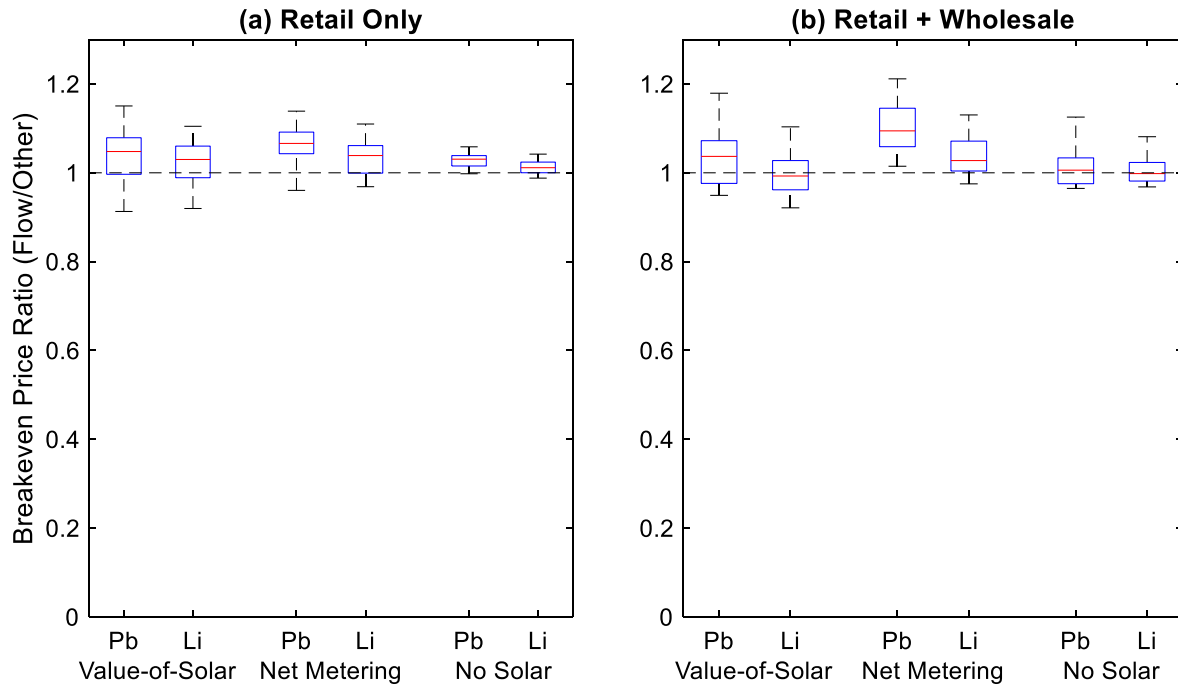 (a) Retail Only
Breakeven Price Ratio (Flow/Other)
1.2
1
0.8
0.6
0.4
0.2
0
Pb Li Pb Li Pb Li
Value-of-Solar Net Metering No Solar
(b) Retail + Wholesale
1.2
1
0.8
0.6
0.4
0.2
0
Pb Li Pb Li Pb Li
Value-of-Solar Net Metering No Solar